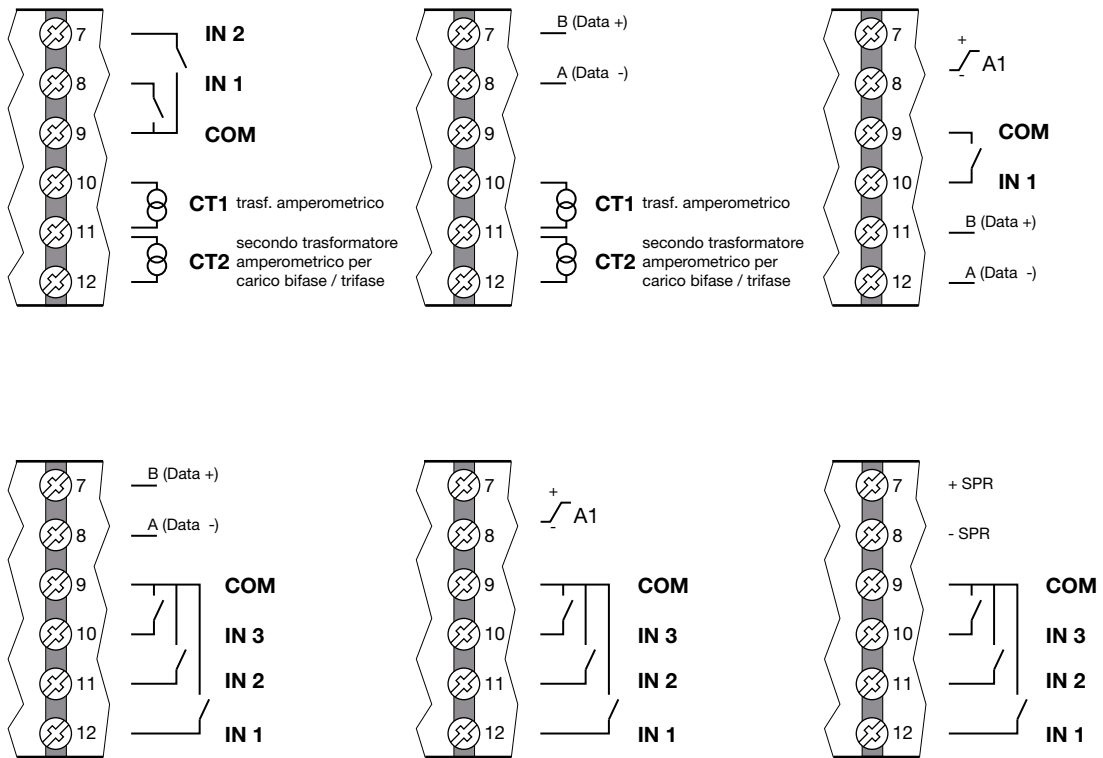 7 IN 2
8 IN 1
9 COM
10
CT1 trasf. amperometrico
11
secondo trasformatore
CT2 amperometrico per
12 carico bifase / trifase
7 B (Data +)
8 A (Data -)
9
10
CT1 trasf. amperometrico
11
secondo trasformatore
CT2 amperometrico per
12 carico bifase / trifase
7
+
- A1
8
9 COM
10 IN 1
11 B (Data +)
12 A (Data -)
7 B (Data +)
8 A (Data -)
9 COM
10 IN 3
11 IN 2
12 IN 1
7
+
- A1
8
9 COM
10 IN 3
11 IN 2
12 IN 1
7 + SPR
8 - SPR
9 COM
10 IN 3
11 IN 2
12 IN 1